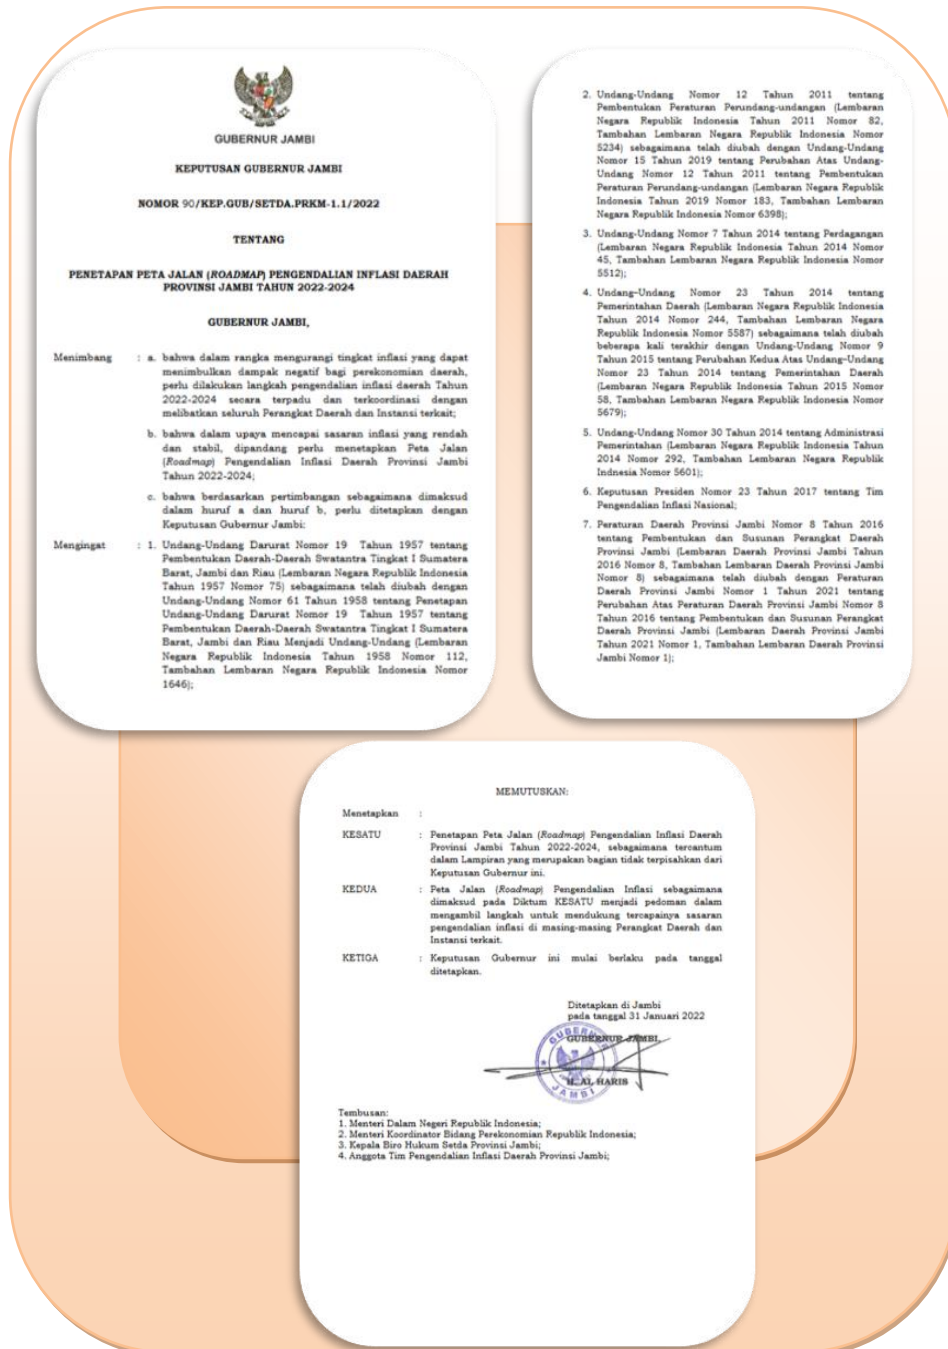 GUBERNUR JAMBI
KEPUTUSAN GUBERNUR JAMBI
NOMOR 90/KEP.GUB/SETDA.PRKM-1.1/2022
TENTANG
PENETAPAN PETA JALAN (ROADMAP) PENGENDALIAN INFLASI DAERAH
PROVINSI JAMBI TAHUN 2022-2024
GUBERNUR JAMBI,
Menimbang : a. bahwa dalam rangka mengurangi tingkat inflasi yang dapat
menimbulkan dampak negatif bagi perekonomian daerah,
perlu dilakukan langkah pengendalian inflasi daerah Tahun
2022-2024 secara terpadu dan terkoordinasi dengan
melibatkan seluruh Perangkat Daerah dan Instansi terkait;
b. bahwa dalam upaya mencapai sasaran inflasi yang rendah
dan stabil, dipandang perlu menetapkan Peta Jalan
(Roadmap) Pengendalian Inflasi Daerah Provinsi Jambi
Tahun 2022-2024;
c. bahwa berdasarkan pertimbangan sebagaimana dimaksud
dalam huruf a dan huruf b, perlu ditetapkan dengan
Keputusan Gubernur Jambi:
Mengingat : 1. Undang-Undang Darurat Nomor 19 Tahun 1957 tentang
Pembentukan Daerah-Daerah Swatantra Tingkat I Sumatera
Barat, Jambi dan Riau (Lembaran Negara Republik Indonesia
Tahun 1957 Nomor 75) sebagaimana telah diubah dengan
Undang-Undang Nomor 61 Tahun 1958 tentang Penetapan
Undang-Undang Darurat Nomor 19 Tahun 1957 tentang
Pembentukan Daerah-Daerah Swatantra Tingkat I Sumatera
Barat, Jambi dan Riau Menjadi Undang-Undang (Lembaran
Negara Republik Indonesia Tahun 1958 Nomor 112,
Tambahan Lembaran Negara Republik Indonesia Nomor
1646);
2. Undang-Undang Nomor 12 Tahun 2011 tentang
Pembentukan Peraturan Perundang-undangan (Lembaran
Negara Republik Indonesia Tahun 2011 Nomor 82,
Tambahan Lembaran Negara Republik Indonesia Nomor
5234) sebagaimana telah diubah dengan Undang-Undang
Nomor 15 Tahun 2019 tentang Perubahan Atas Undang-
Undang Nomor 12 Tahun 2011 tentang Pembentukan
Peraturan Perundang-undangan (Lembaran Negara Republik
Indonesia Tahun 2019 Nomor 183, Tambahan Lembaran
Negara Republik Indonesia Nomor 6398);
3. Undang-Undang Nomor 7 Tahun 2014 tentang Perdagangan
(Lembaran Negara Republik Indonesia Tahun 2014 Nomor
45, Tambahan Lembaran Negara Republik Indonesia Nomor
5512);
4. Undang-Undang Nomor 23 Tahun 2014 tentang
Pemerintahan Daerah (Lembaran Negara Republik Indonesia
Tahun 2014 Nomor 244, Tambahan Lembaran Negara
Republik Indonesia Nomor 5587) sebagaimana telah diubah
beberapa kali terakhir dengan Undang-Undang Nomor 9
Tahun 2015 tentang Perubahan Kedua Atas Undang-Undang
Nomor 23 Tahun 2014 tentang Pemerintahan Daerah
(Lembaran Negara Republik Indonesia Tahun 2015 Nomor
58, Tambahan Lembaran Negara Republik Indonesia Nomor
5679);
5. Undang-Undang Nomor 30 Tahun 2014 tentang Administrasi
Pemerintahan (Lembaran Negara Republik Indonesia Tahun
2014 Nomor 292, Tambahan Lembaran Negara Republik
Indnesia Nomor 5601);
6. Keputusan Presiden Nomor 23 Tahun 2017 tentang Tim
Pengendalian Inflasi Nasional;
7. Peraturan Daerah Provinsi Jambi Nomor 8 Tahun 2016
tentang Pembentukan dan Susunan Perangkat Daerah
Provinsi Jambi (Lembaran Daerah Provinsi Jambi Tahun
2016 Nomor 8, Tambahan Lembaran Daerah Provinsi Jambi
Nomor 8) sebagaimana telah diubah dengan Peraturan
Daerah Provinsi Jambi Nomor 1 Tahun 2021 tentang
Perubahan Atas Peraturan Daerah Provinsi Jambi Nomor 8
Tahun 2016 tentang Pembentukan dan Susunan Perangkat
Daerah Provinsi Jambi (Lembaran Daerah Provinsi Jambi
Tahun 2021 Nomor 1, Tambahan Lembaran Daerah Provinsi
Jambi Nomor 1);
MEMUTUSKAN:
Menetapkan :
KESATU : Penetapan Peta Jalan (Roadmap) Pengendalian Inflasi Daerah
Provinsi Jambi Tahun 2022-2024, sebagaimana tercantum
dalam Lampiran yang merupakan bagian tidak terpisahkan dari
Keputusan Gubernur ini.
KEDUA : Peta Jalan (Roadmap) Pengendalian Inflasi sebagaimana
dimaksud pada Diktum KESATU menjadi pedoman dalam
mengambil langkah untuk mendukung tercapainya sasaran
pengendalian inflasi di masing-masing Perangkat Daerah dan
Instansi terkait.
KETIGA : Keputusan Gubernur ini mulai berlaku pada tanggal
ditetapkan.
Ditetapkan di Jambi
pada tanggal 31 Januari 2022
GUBERNUR JAMBI,
GUBERNUR
H. AL HARIS
JAMBI
Tembusan:
1. Menteri Dalam Negeri Republik Indonesia;
2. Menteri Koordinator Bidang Perekonomian Republik Indonesia;
3. Kepala Biro Hukum Setda Provinsi Jambi;
4. Anggota Tim Pengendalian Inflasi Daerah Provinsi Jambi;